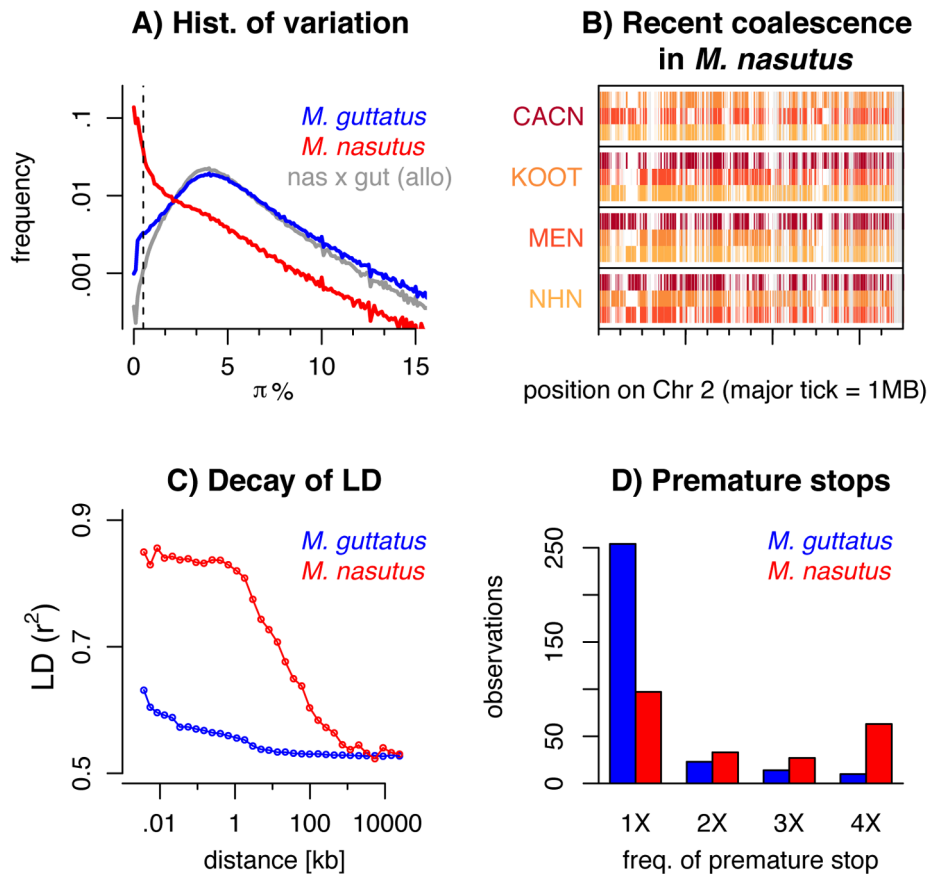 A) Hist. of variation
.1
.01
.001
frequency
M. guttatus
M. nasutus
nas x gut (allo)
0
5
10
15
π%
B) Recent coalescence
in M. nasutus
CACN
KOOT
MEN
NHN
position on Chr 2 (major tick = 1MB)
C) Decay of LD
0.9
0.7
0.5
LD (r²)
M. guttatus
M. nasutus
.01
1
100
10000
distance [kb]
D) Premature stops
250
150
50
0
observations
M. guttatus
M. nasutus
1X
2X
3X
4X
freq. of premature stop